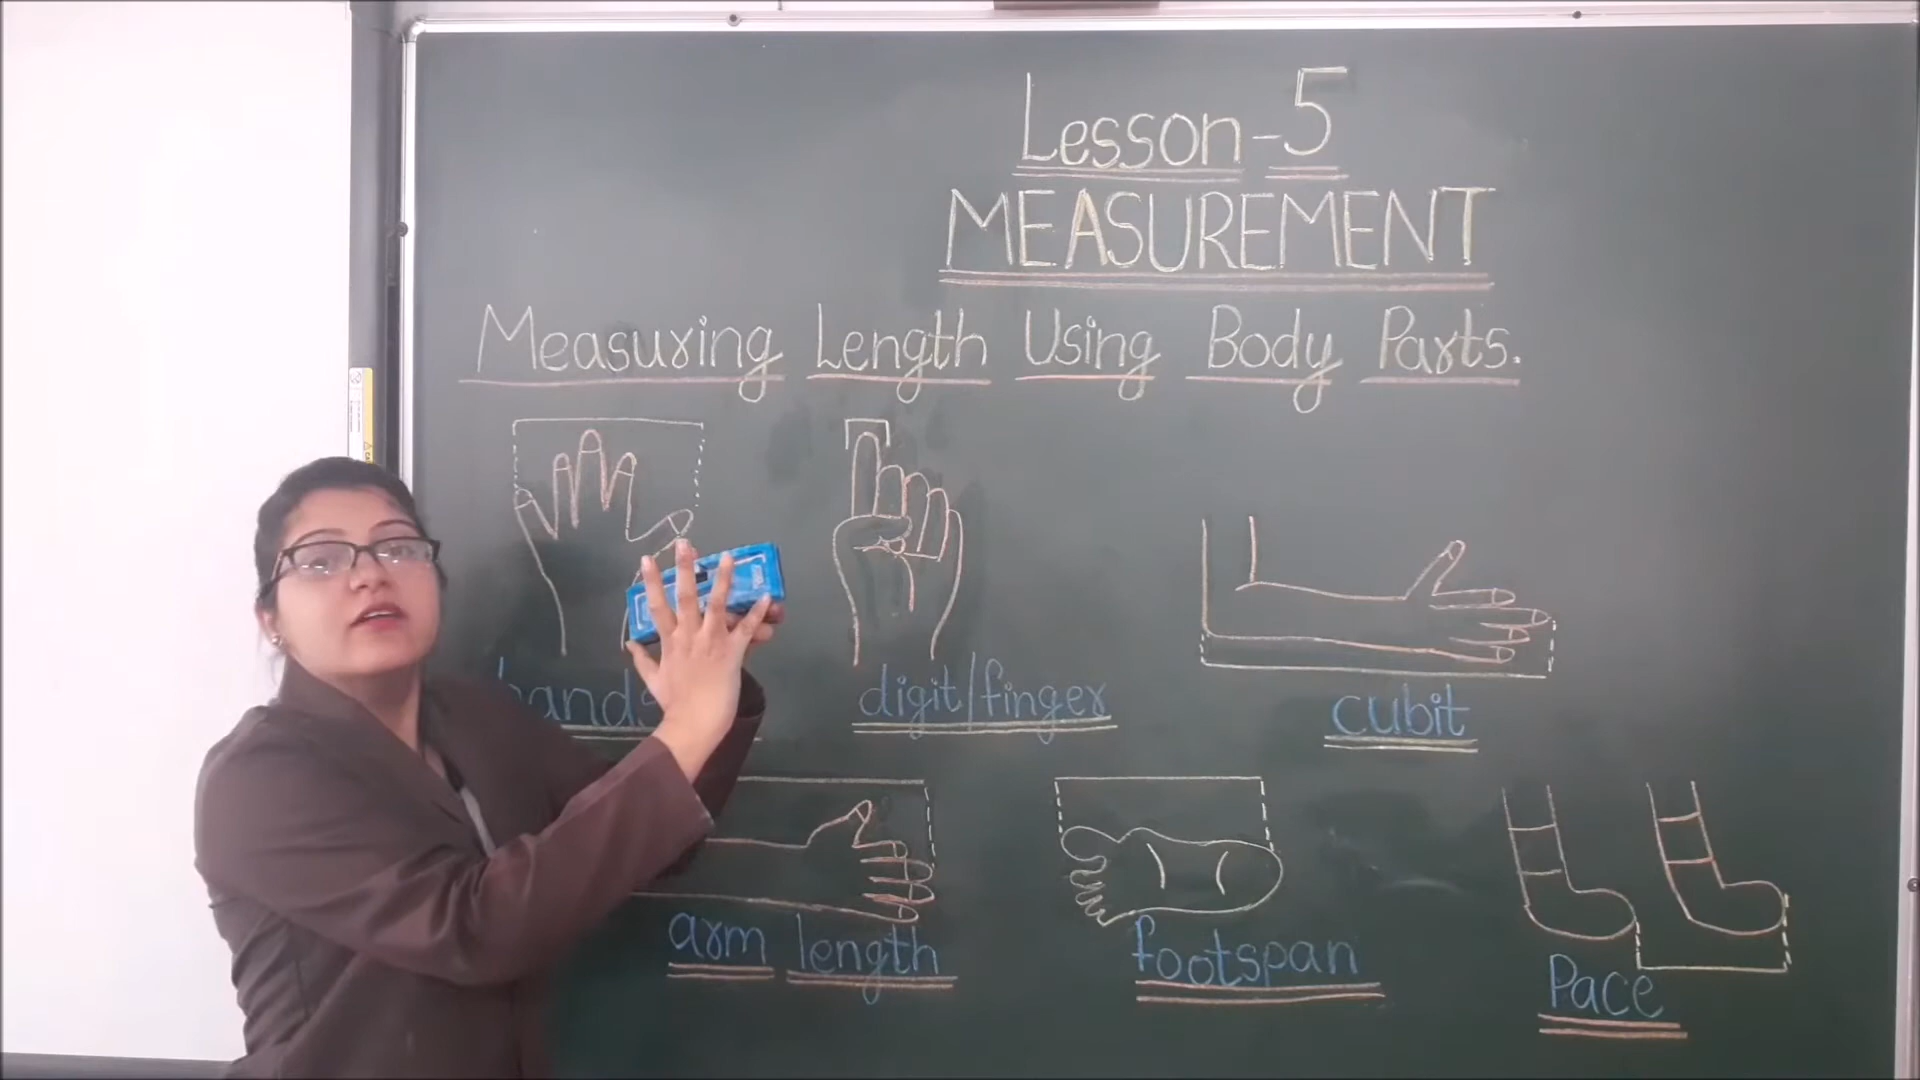 Lesson-5
MEASUREMENT
Measuring Length Using Body Parts.
digit/finger
cubit
arm length
footspan
Pace